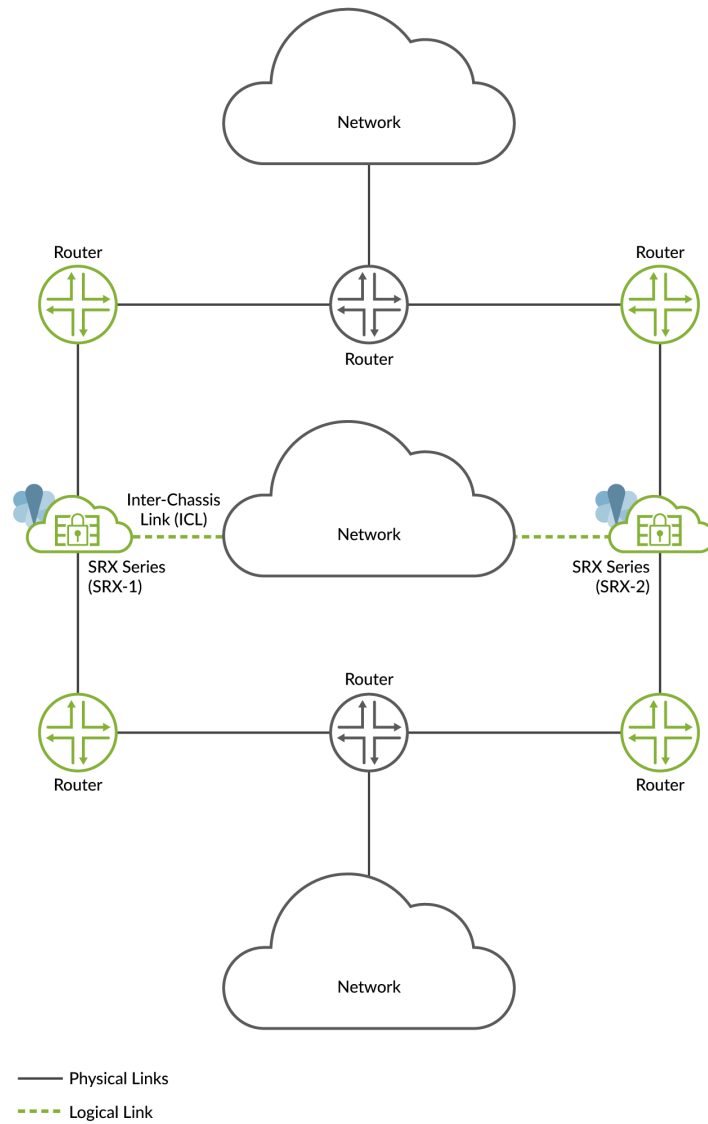 Network
Router
Router
Router
Inter-Chassis
Link (ICL)
Network
SRX Series
(SRX-1)
SRX Series
(SRX-2)
Router
Router
Router
Network
Physical Links
Logical Link